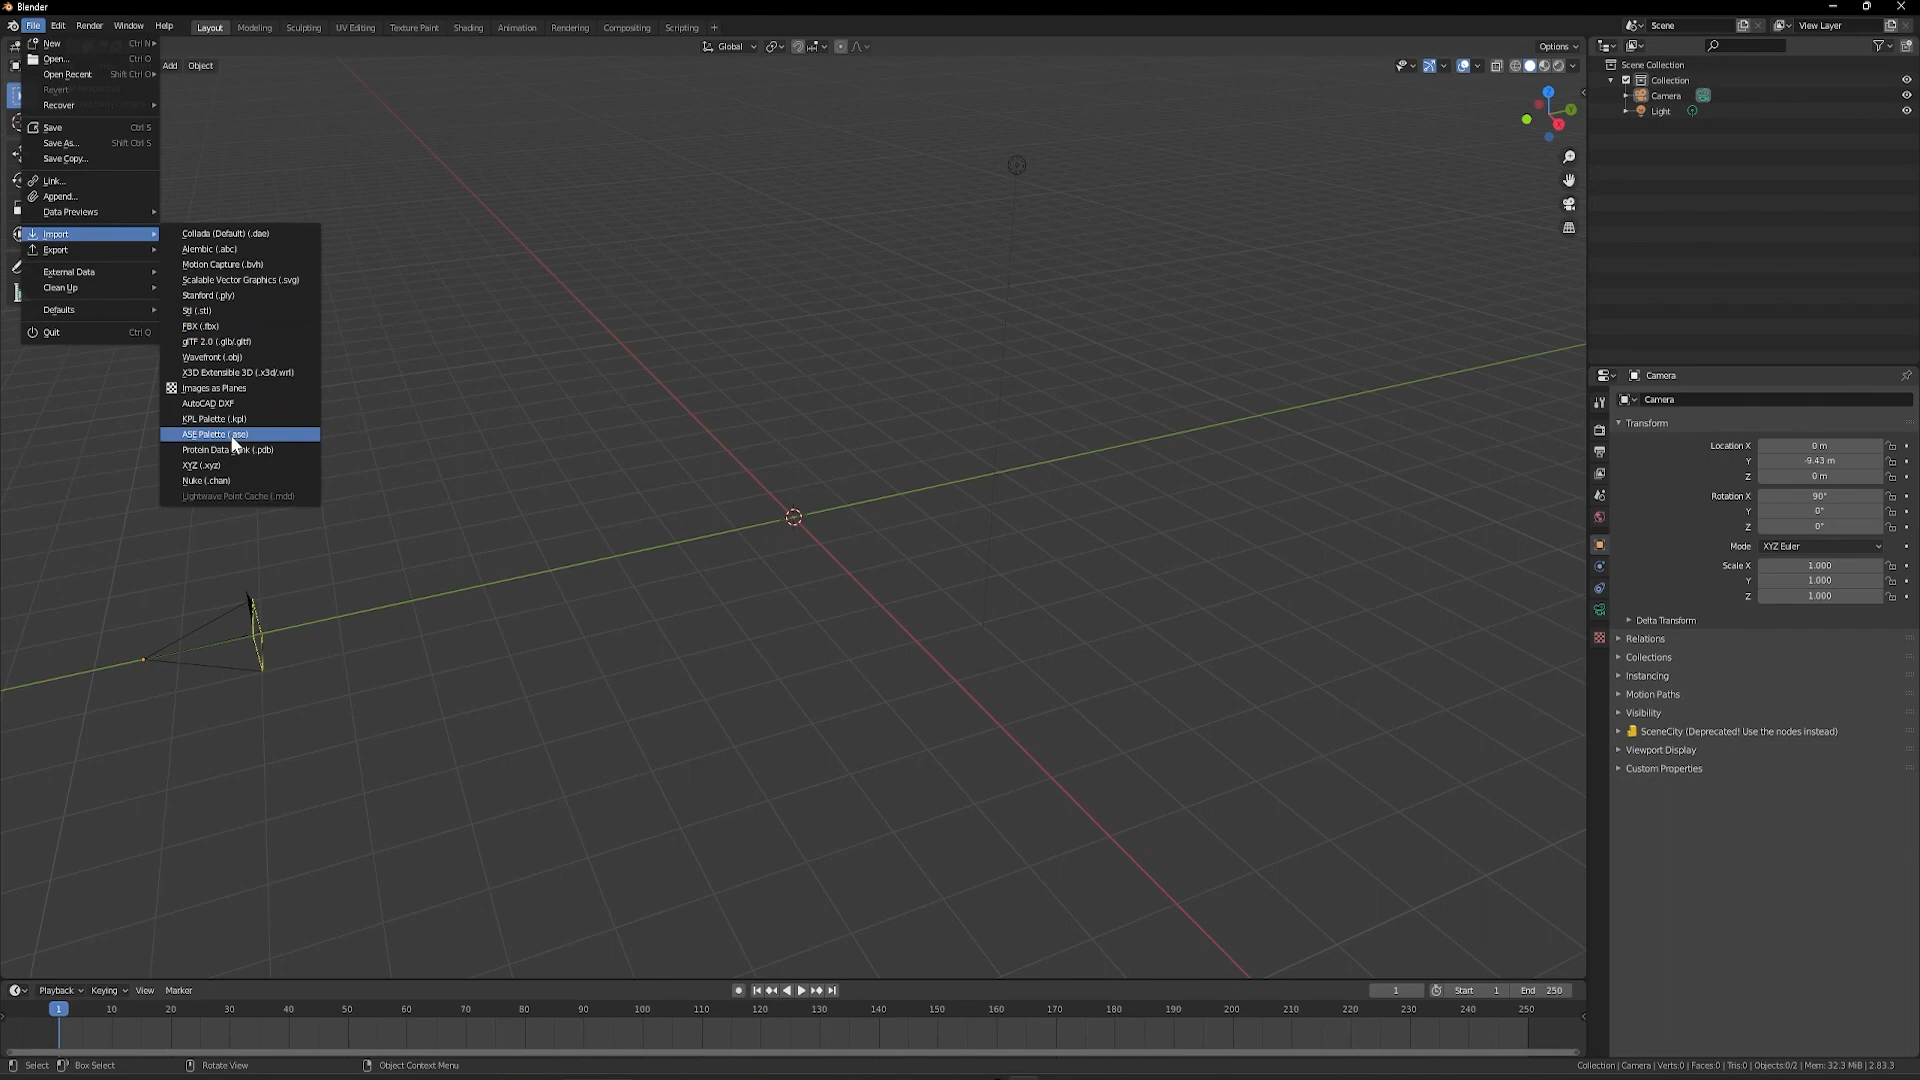 Blender
File Edit Render Window Help Layout Modeling Sculpting UV Editing Texture Paint Shading Animation Rendering Compositing Scripting + Scene View Layer
Global Options
Add Object
New Ctrl N
Open... Ctrl O
Open Recent Shift Ctrl O
Revert
Recover
Save Ctrl S
Save As... Shift Ctrl S
Save Copy...
Link...
Append...
Data Previews
Import
Export
External Data
Clean Up
Defaults
Quit Ctrl Q
Collada (Default) (.dae)
Alembic (.abc)
Motion Capture (.bvh)
Scalable Vector Graphics (.svg)
Stanford (.ply)
Stl (.stl)
FBX (.fbx)
glTF 2.0 (.glb/.gltf)
Wavefront (.obj)
X3D Extensible 3D (.x3d/.wrl)
Images as Planes
AutoCAD DXF
KPL Palette (.kpl)
ASE Palette (.ase)
Protein Data (.pdb)
XYZ (.xyz)
Nuke (.chan)
Lightwave Point Cache (.mdd)
Z
Y
X
Scene Collection
Collection
Camera
Light
Camera
Camera
Transform
Location X 0 m
Y -9.43 m
Z 0 m
Rotation X 90°
Y 0°
Z 0°
Mode XYZ Euler
Scale X 1.000
Y 1.000
Z 1.000
Delta Transform
Relations
Collections
Instancing
Motion Paths
Visibility
SceneCity (Deprecated! Use the nodes instead)
Viewport Display
Custom Properties
Playback Keying View Marker 1 Start 1 End 250
1 10 20 30 40 50 60 70 80 90 100 110 120 130 140 150 160 170 180 190 200 210 220 230 240 250
Select Box Select Rotate View Object Context Menu Collection | Camera | Verts:0 | Faces:0 | Tris:0 | Objects:0/2 | Mem: 32.3 MiB | 2.83.3